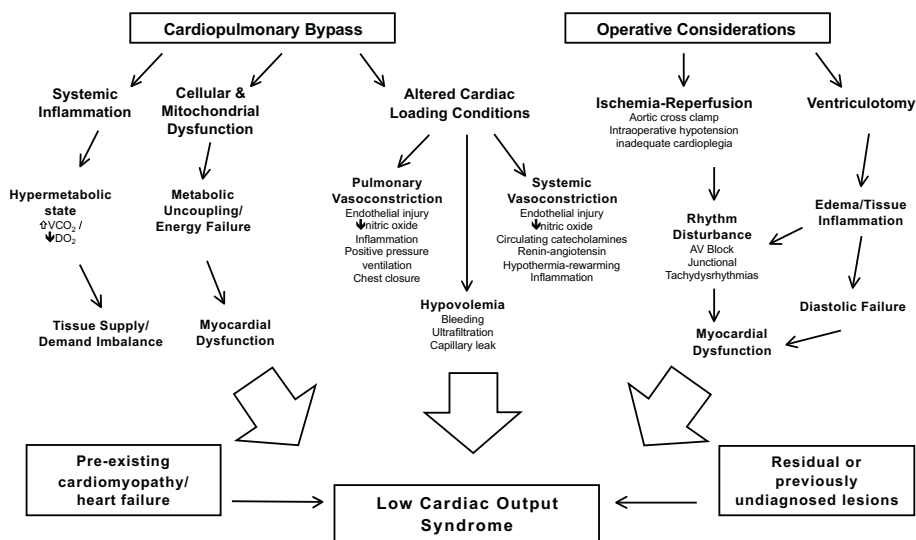 Cardiopulmonary Bypass
Operative Considerations
Systemic
Inflammation
Cellular &
Mitochondrial
Dysfunction
Altered Cardiac
Loading Conditions
Ischemia-Reperfusion
Aortic cross clamp
Intraoperative hypotension
inadequate cardioplegia
Ventriculotomy
Hypermetabolic
state
⇧VCO₂ /
🡇DO₂
Metabolic
Uncoupling/
Energy Failure
Pulmonary
Vasoconstriction
Endothelial injury
🡇nitric oxide
Inflammation
Positive pressure
ventilation
Chest closure
Systemic
Vasoconstriction
Endothelial injury
🡇nitric oxide
Circulating catecholamines
Renin-angiotensin
Hypothermia-rewarming
Inflammation
Rhythm
Disturbance
AV Block
Junctional
Tachydysrhythmias
Edema/Tissue
Inflammation
Hypovolemia
Bleeding
Ultrafiltration
Capillary leak
Tissue Supply/
Demand Imbalance
Myocardial
Dysfunction
Myocardial
Dysfunction
Diastolic Failure
Pre-existing
cardiomyopathy/
heart failure
Low Cardiac Output
Syndrome
Residual or
previously
undiagnosed lesions